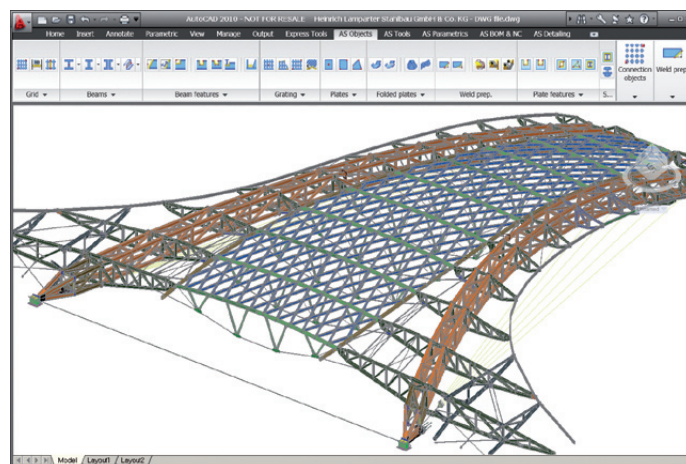 AutoCAD 2010 - NOT FOR RESALE Heinrich Lamparter Stahlbau GmbH & Co. KG - DWG file.dwg
Home Insert Annotate Parametric View Manage Output Express Tools AS Objects AS Tools AS Parametrics AS BOM & NC AS Detailing
Connection objects
Weld prep.
Grid Beams Beam features Grating Plates Folded plates Weld prep. Plate features S...
Model Layout1 Layout2